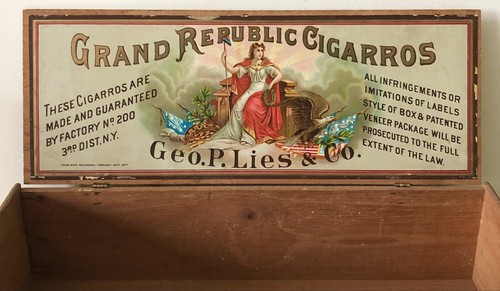 GRAND REPUBLIC CIGARROS
THESE CIGARROS ARE
MADE AND GUARANTEED
BY FACTORY No 200
3RD DIST. N.Y.
ALL INFRINGEMENTS OR
IMITATIONS OF LABELS
STYLE OF BOX & PATENTED
VENEER PACKAGE WILL BE
PROSECUTED TO THE FULL
EXTENT OF THE LAW.
GEO. P. LIES & CO.